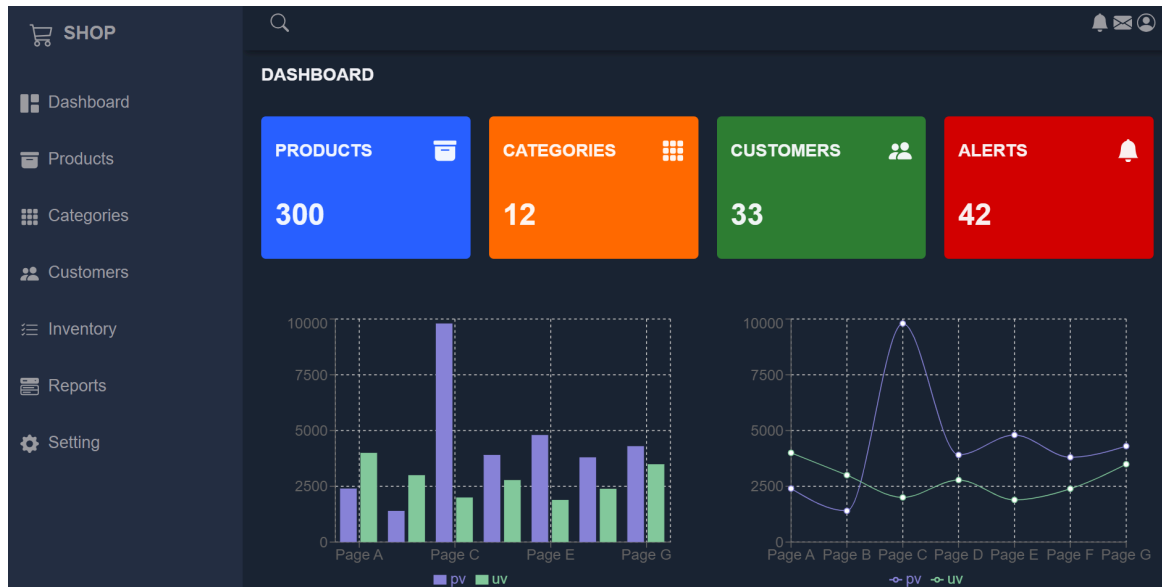 SHOP
Dashboard
Products
Categories
Customers
Inventory
Reports
Setting
DASHBOARD
PRODUCTS
300
CATEGORIES
12
CUSTOMERS
33
ALERTS
42
10000
7500
5000
2500
0
Page A Page C Page E Page G
pv uv
10000
7500
5000
2500
0
Page A Page B Page C Page D Page E Page F Page G
pv uv